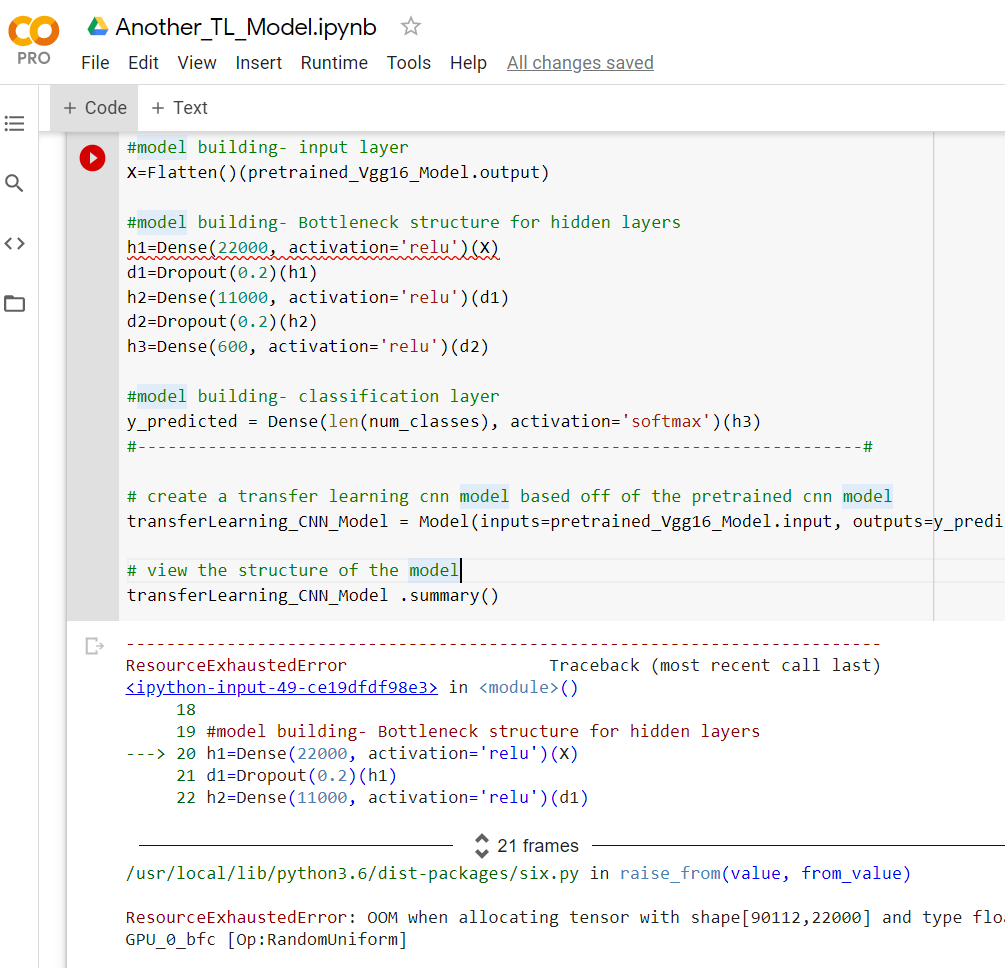 CO
PRO
Another_TL_Model.ipynb
File Edit View Insert Runtime Tools Help All changes saved
+ Code + Text
#model building- input layer
X=Flatten()(pretrained_Vgg16_Model.output)
#model building- Bottleneck structure for hidden layers
h1=Dense(22000, activation='relu')(X)
d1=Dropout(0.2)(h1)
h2=Dense(11000, activation='relu')(d1)
d2=Dropout(0.2)(h2)
h3=Dense(600, activation='relu')(d2)
#model building- classification layer
y_predicted = Dense(len(num_classes), activation='softmax')(h3)
#-----------------------------------------------------------------------#
# create a transfer learning cnn model based off of the pretrained cnn model
transferLearning_CNN_Model = Model(inputs=pretrained_Vgg16_Model.input, outputs=y_predi
# view the structure of the model
transferLearning_CNN_Model .summary()
---------------------------------------------------------------------------
ResourceExhaustedError Traceback (most recent call last)
<ipython-input-49-ce19dfdf98e3> in <module>()
18
19 #model building- Bottleneck structure for hidden layers
---> 20 h1=Dense(22000, activation='relu')(X)
21 d1=Dropout(0.2)(h1)
22 h2=Dense(11000, activation='relu')(d1)
21 frames
/usr/local/lib/python3.6/dist-packages/six.py in raise_from(value, from_value)
ResourceExhaustedError: OOM when allocating tensor with shape[90112,22000] and type flo
GPU_0_bfc [Op:RandomUniform]